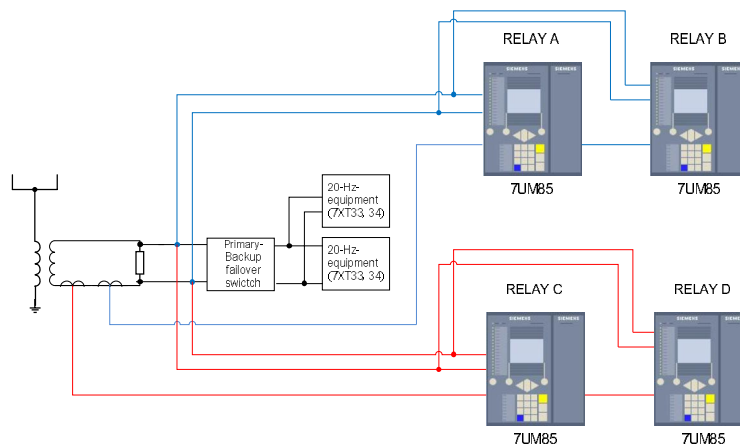 RELAY A
RELAY B
SIEMENS
SIEMENS
SIEMENS
SIEMENS
7UM85
7UM85
20-Hz-
equipment
(7XT33, 34)
Primary-
Backup
failover
swictch
20-Hz-
equipment
(7XT33, 34)
RELAY C
RELAY D
SIEMENS
SIEMENS
SIEMENS
SIEMENS
7UM85
7UM85